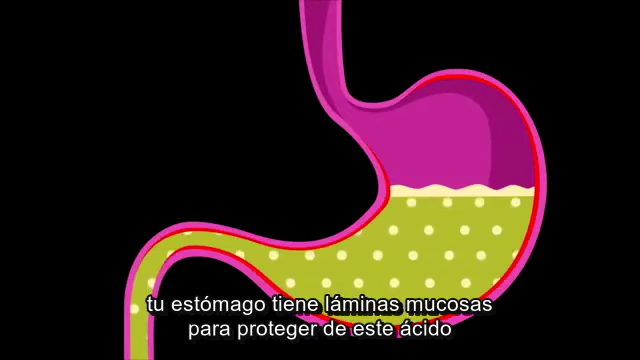 tu estómago tiene láminas mucosas
para proteger de este ácido